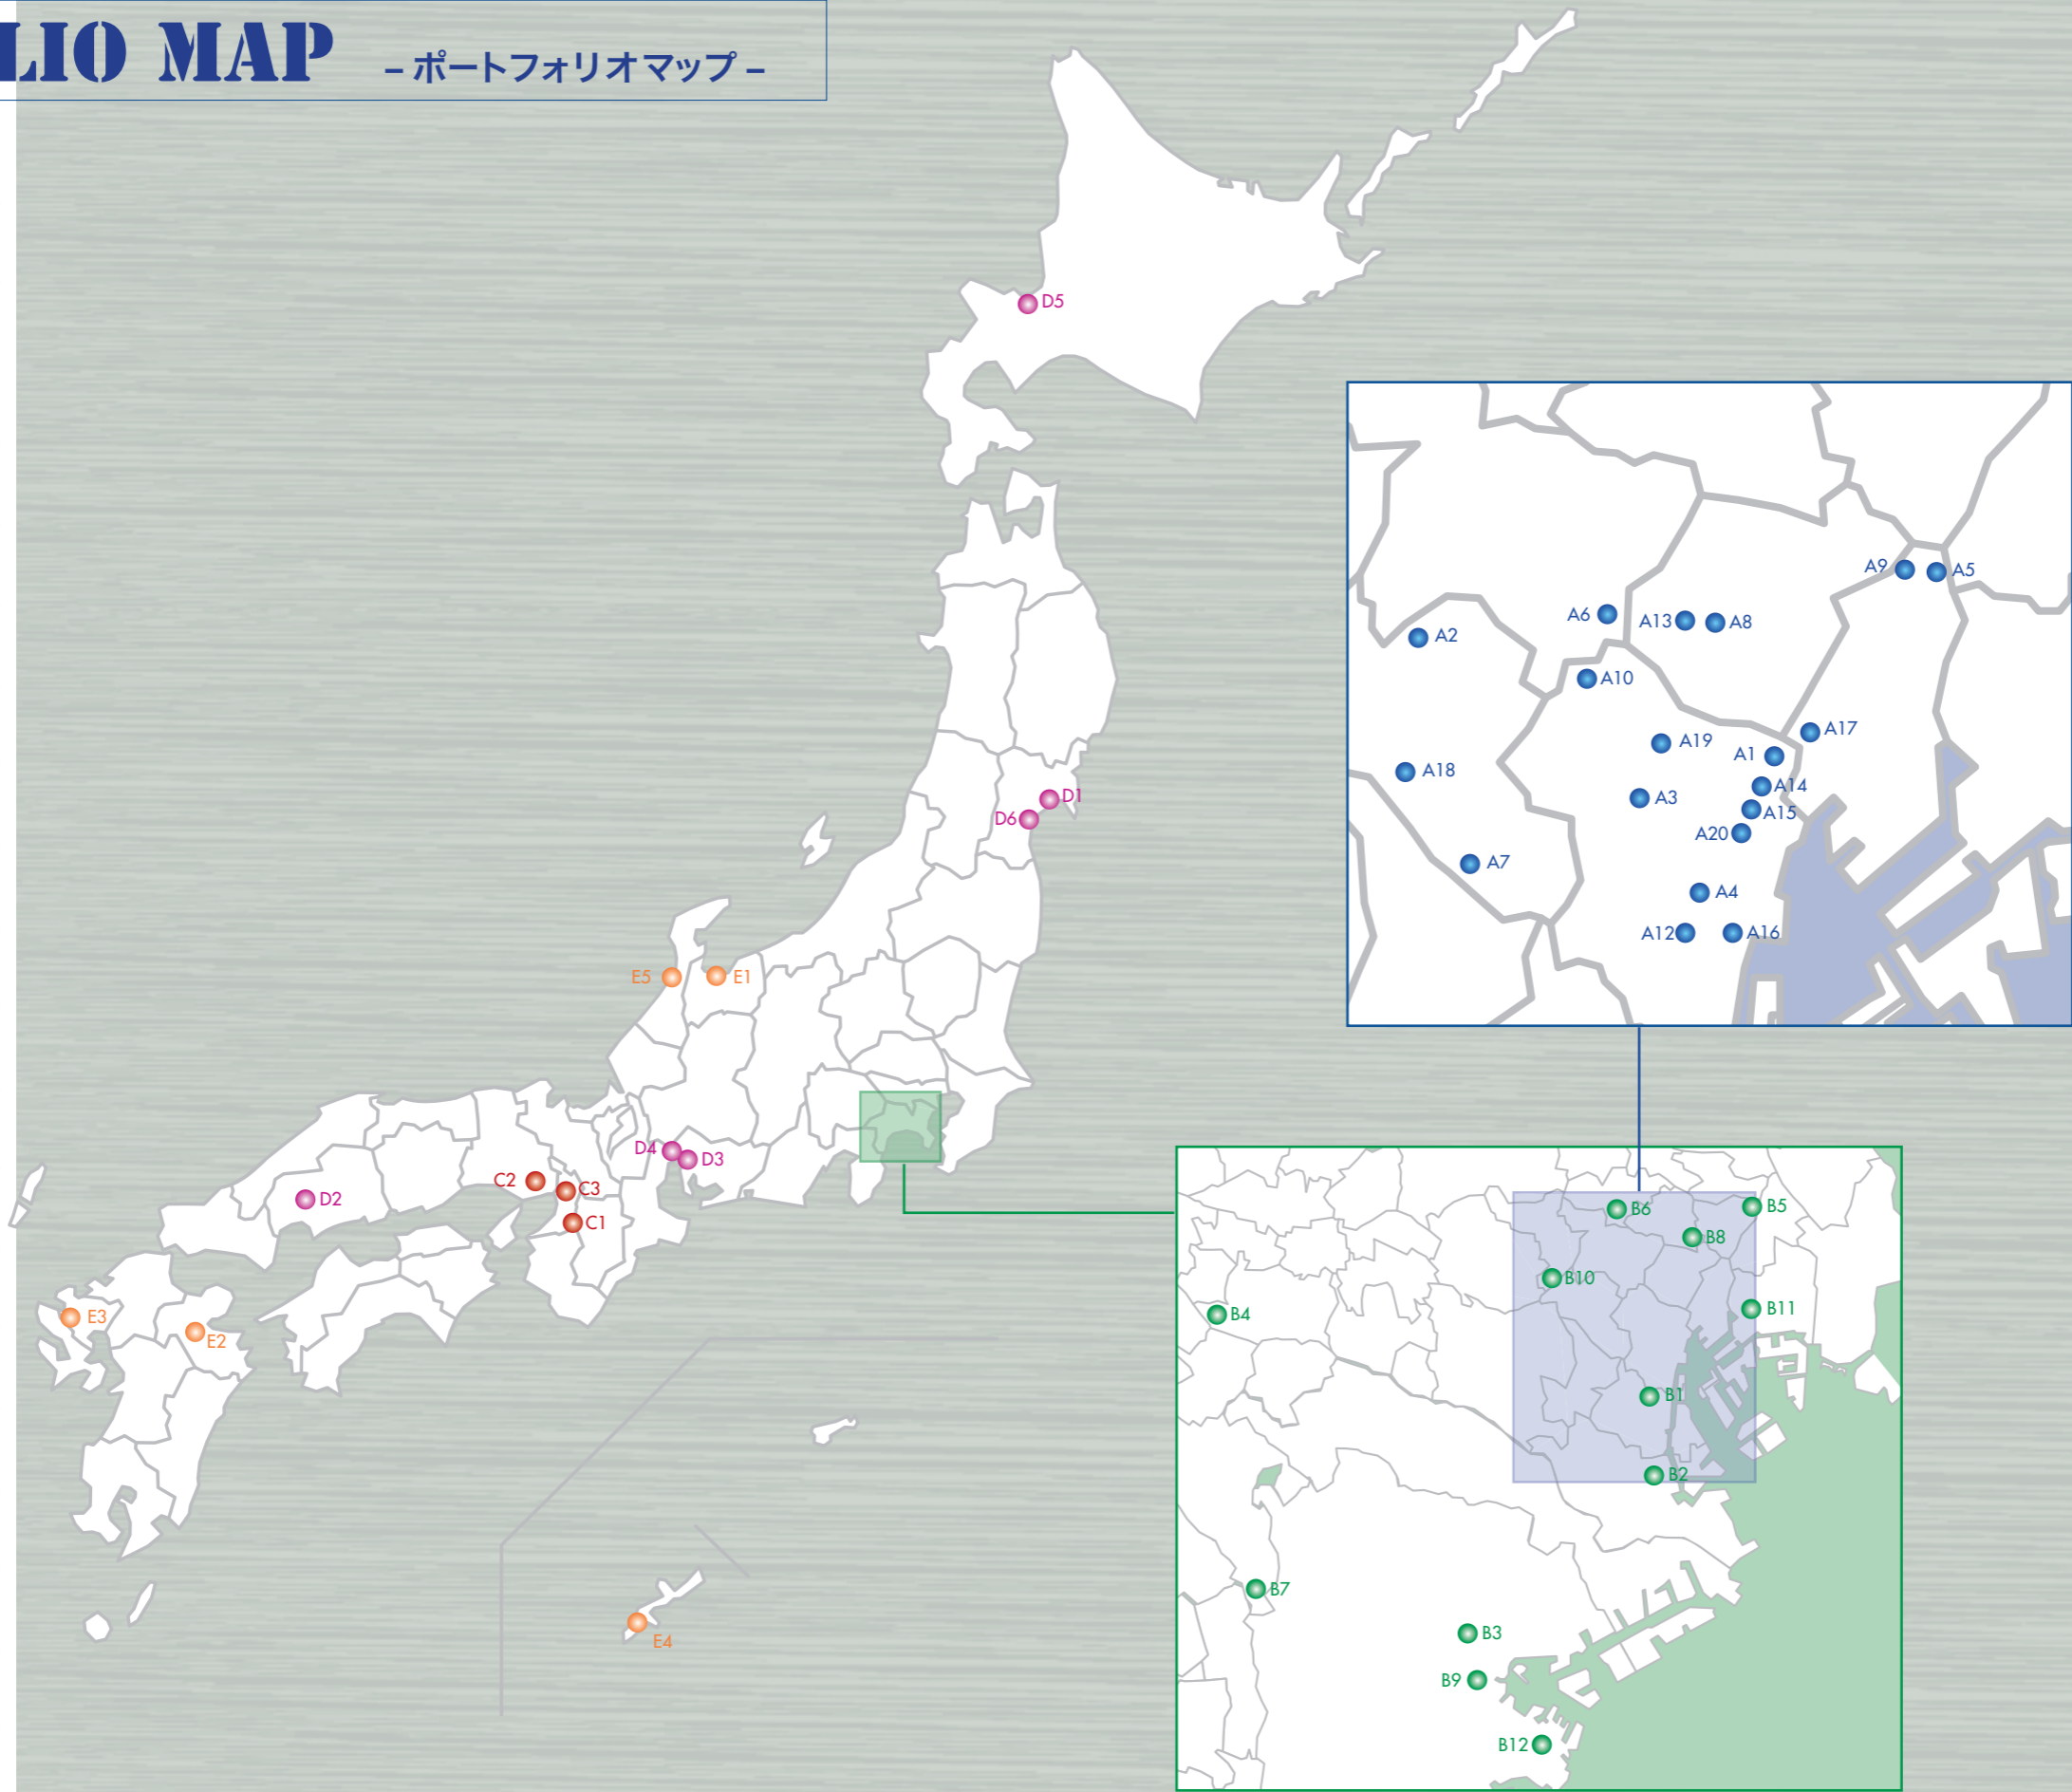 LIO MAP – ポートフォリオマップ –
D5
A9
A5
A6
A13
A8
A2
A10
A17
A19
A1
A18
A14
A3
A15
A20
A7
A4
A12
A16
D1
D6
E5
E1
D4
D3
C2
C3
D2
C1
E3
E2
E4
B6
B5
B8
B10
B11
B4
B1
B2
B7
B3
B9
B12